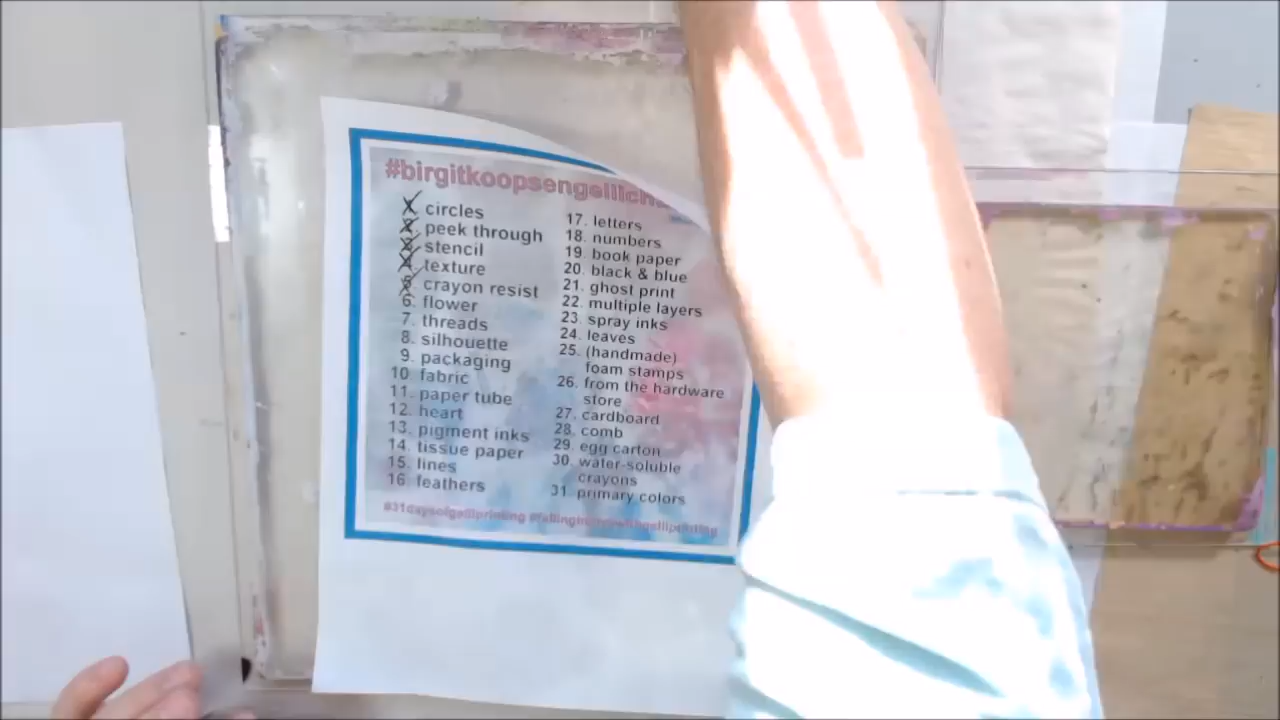 #birgitkoopsengellich
circles
peek through
stencil
texture
crayon resist
6. flower
7. threads
8. silhouette
9. packaging
10. fabric
11. paper tube
12. heart
13. pigment inks
14. tissue paper
15. lines
16. feathers
17. letters
18. numbers
19. book paper
20. black & blue
21. ghost print
22. multiple layers
23. spray inks
24. leaves
25. (handmade)
foam stamps
26. from the hardware
store
27. cardboard
28. comb
29. egg carton
30. water-soluble
crayons
31. primary colors
#31daysofgelliprinting